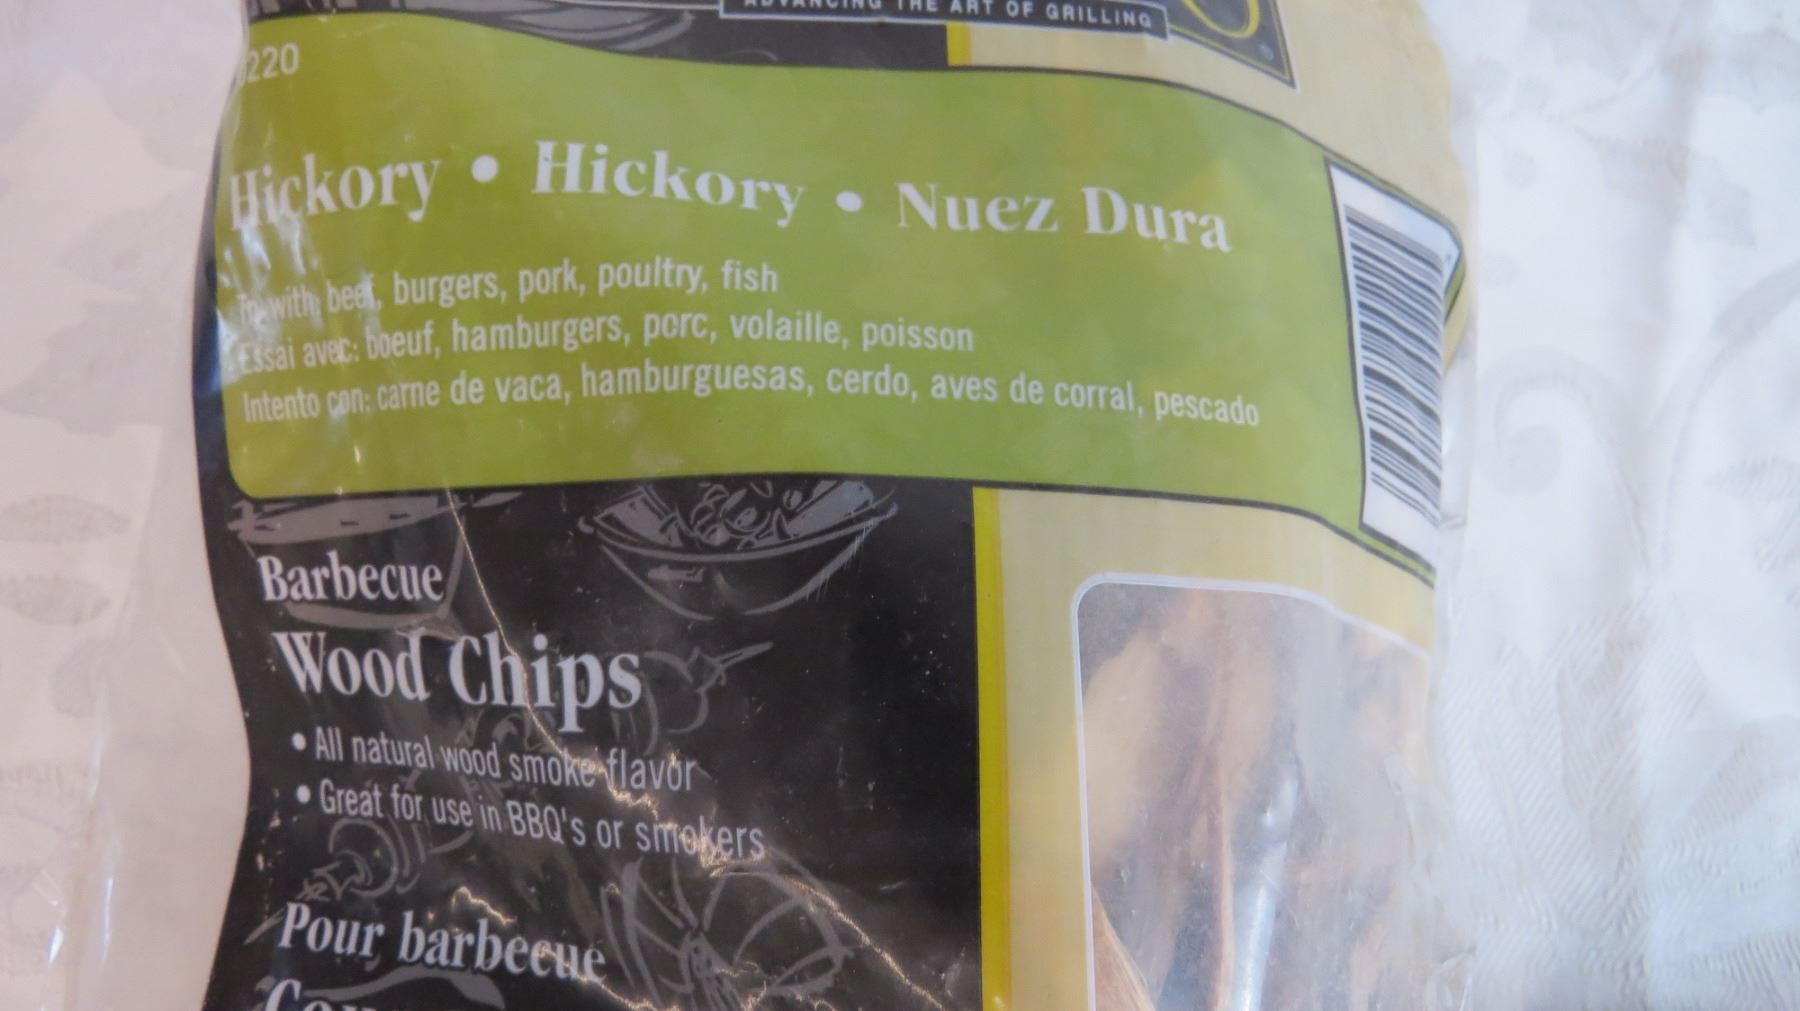 ADVANCING THE ART OF GRILLING
220
Hickory • Hickory • Nuez Dura
Try with: beef, burgers, pork, poultry, fish
Essai avec: boeuf, hamburgers, porc, volaille, poisson
Intento con: carne de vaca, hamburguesas, cerdo, aves de corral, pescado
Barbecue
Wood Chips
• All natural wood smoke flavor
• Great for use in BBQ's or smokers
Pour barbecue